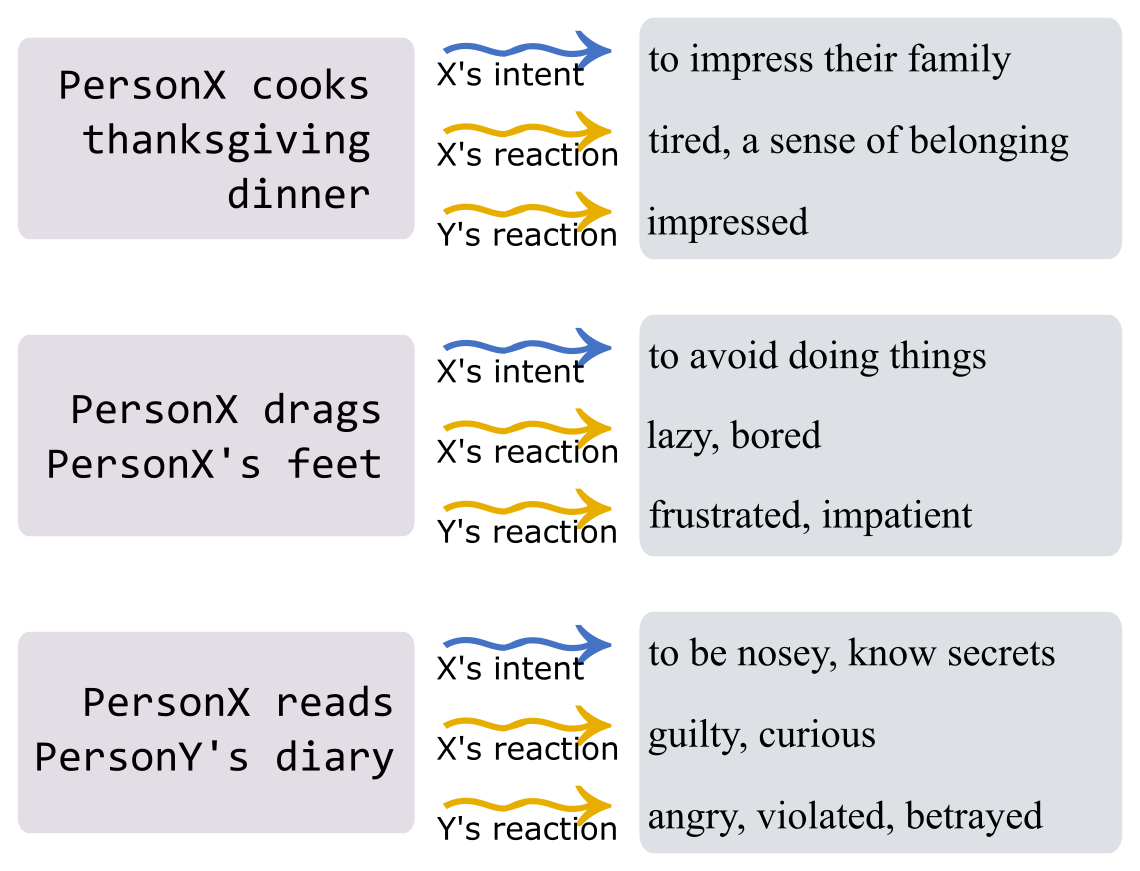 PersonX cooks
thanksgiving
dinner
X's intent
to impress their family
X's reaction
tired, a sense of belonging
Y's reaction
impressed
PersonX drags
PersonX's feet
X's intent
to avoid doing things
X's reaction
lazy, bored
Y's reaction
frustrated, impatient
PersonX reads
PersonY's diary
X's intent
to be nosey, know secrets
X's reaction
guilty, curious
Y's reaction
angry, violated, betrayed